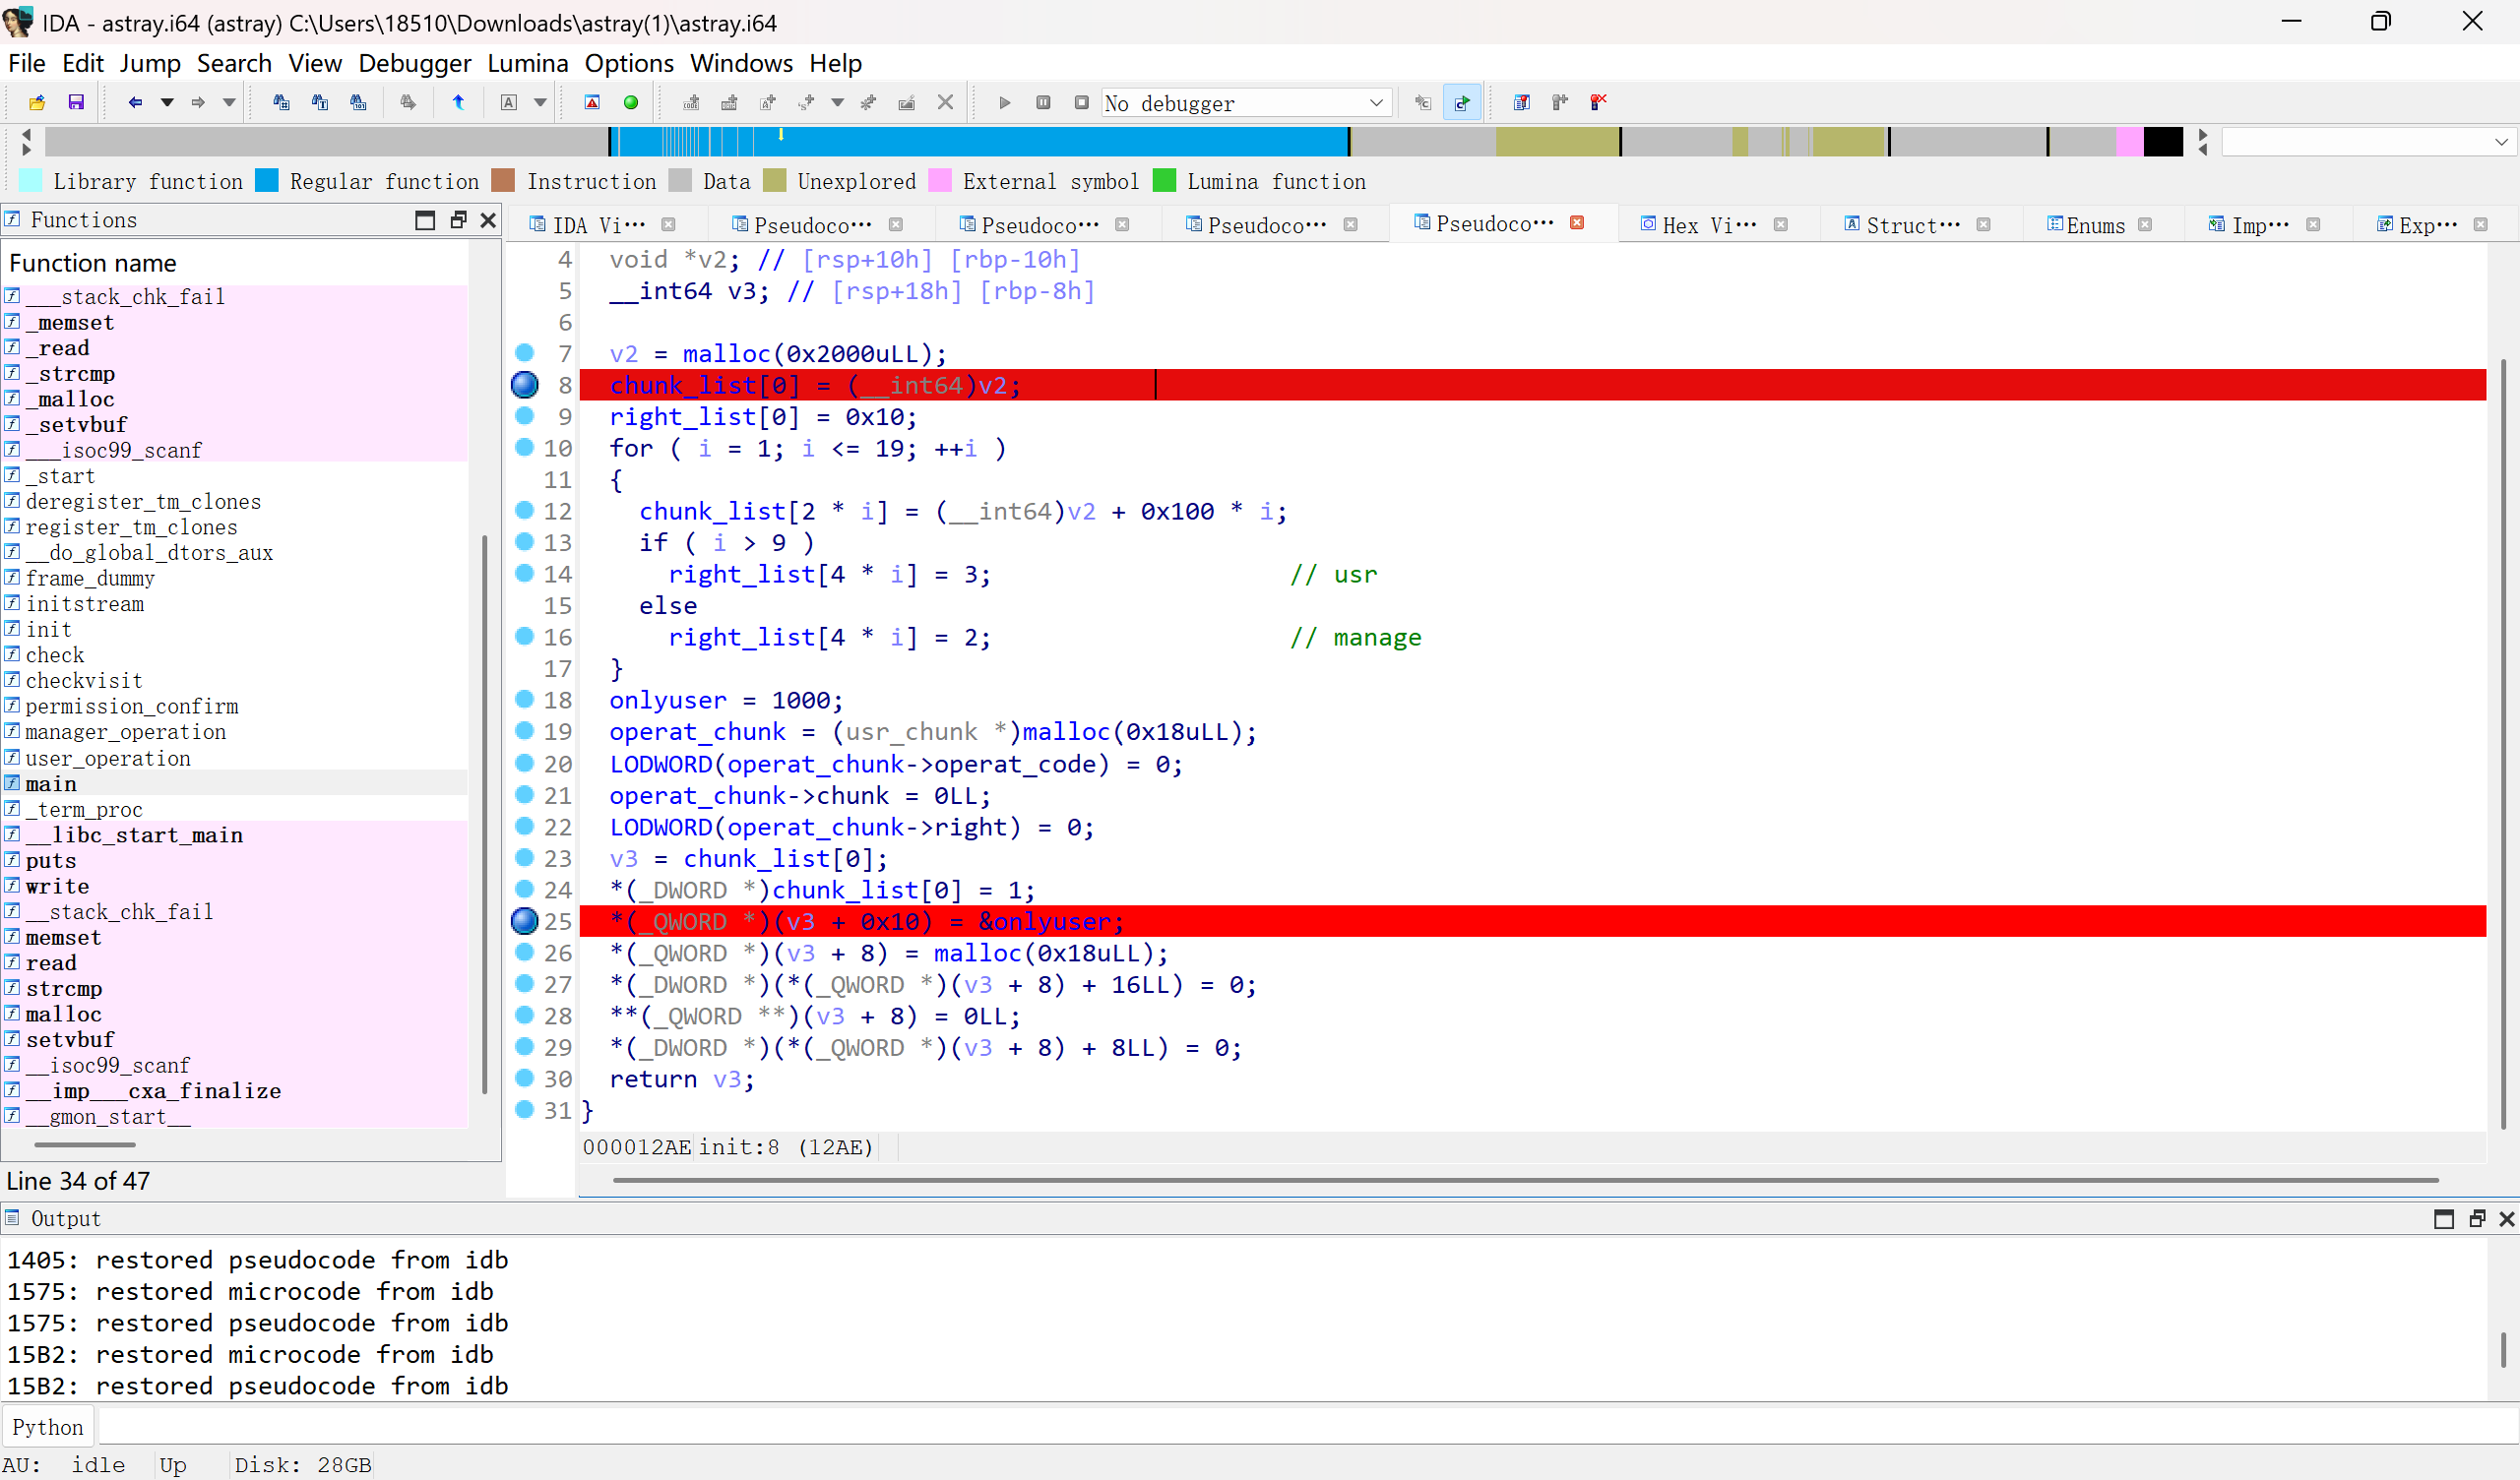 IDA - astray.i64 (astray) C:\Users\18510\Downloads\astray(1)\astray.i64
File Edit Jump Search View Debugger Lumina Options Windows Help
No debugger
Library function Regular function Instruction Data Unexplored External symbol Lumina function
Functions
IDA Vi··· Pseudoco··· Pseudoco··· Pseudoco··· Pseudoco··· Hex Vi··· Struct··· Enums Imp··· Exp···
Function name
___stack_chk_fail
_memset
_read
_strcmp
_malloc
_setvbuf
___isoc99_scanf
_start
deregister_tm_clones
register_tm_clones
__do_global_dtors_aux
frame_dummy
initstream
init
check
checkvisit
permission_confirm
manager_operation
user_operation
main
_term_proc
__libc_start_main
puts
write
__stack_chk_fail
memset
read
strcmp
malloc
setvbuf
__isoc99_scanf
__imp___cxa_finalize
__gmon_start__
Line 34 of 47
4 void *v2; // [rsp+10h] [rbp-10h]
5 __int64 v3; // [rsp+18h] [rbp-8h]
6
7 v2 = malloc(0x2000uLL);
8 chunk_list[0] = (__int64)v2;
9 right_list[0] = 0x10;
10 for ( i = 1; i <= 19; ++i )
11 {
12 chunk_list[2 * i] = (__int64)v2 + 0x100 * i;
13 if ( i > 9 )
14 right_list[4 * i] = 3; // usr
15 else
16 right_list[4 * i] = 2; // manage
17 }
18 onlyuser = 1000;
19 operat_chunk = (usr_chunk *)malloc(0x18uLL);
20 LODWORD(operat_chunk->operat_code) = 0;
21 operat_chunk->chunk = 0LL;
22 LODWORD(operat_chunk->right) = 0;
23 v3 = chunk_list[0];
24 *(_DWORD *)chunk_list[0] = 1;
25 *(_QWORD *)(v3 + 0x10) = &onlyuser;
26 *(_QWORD *)(v3 + 8) = malloc(0x18uLL);
27 *(_DWORD *)(*(_QWORD *)(v3 + 8) + 16LL) = 0;
28 **(_QWORD **)(v3 + 8) = 0LL;
29 *(_DWORD *)(*(_QWORD *)(v3 + 8) + 8LL) = 0;
30 return v3;
31 }
000012AE init:8 (12AE)
Output
1405: restored pseudocode from idb
1575: restored microcode from idb
1575: restored pseudocode from idb
15B2: restored microcode from idb
15B2: restored pseudocode from idb
Python
AU: idle Up Disk: 28GB